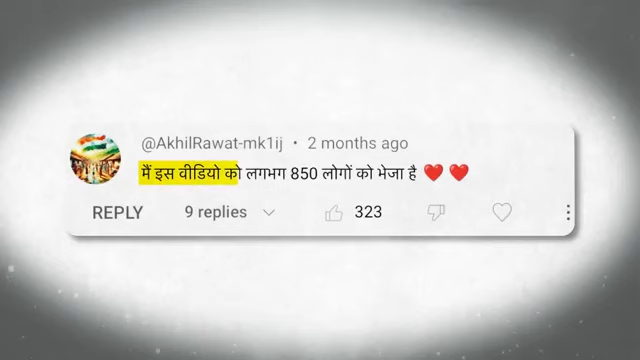 @AkhilRawat-mk1ij • 2 months ago
मैं इस वीडियो को लगभग 850 लोगों को भेजा है ❤️ ❤️
REPLY 9 replies 323